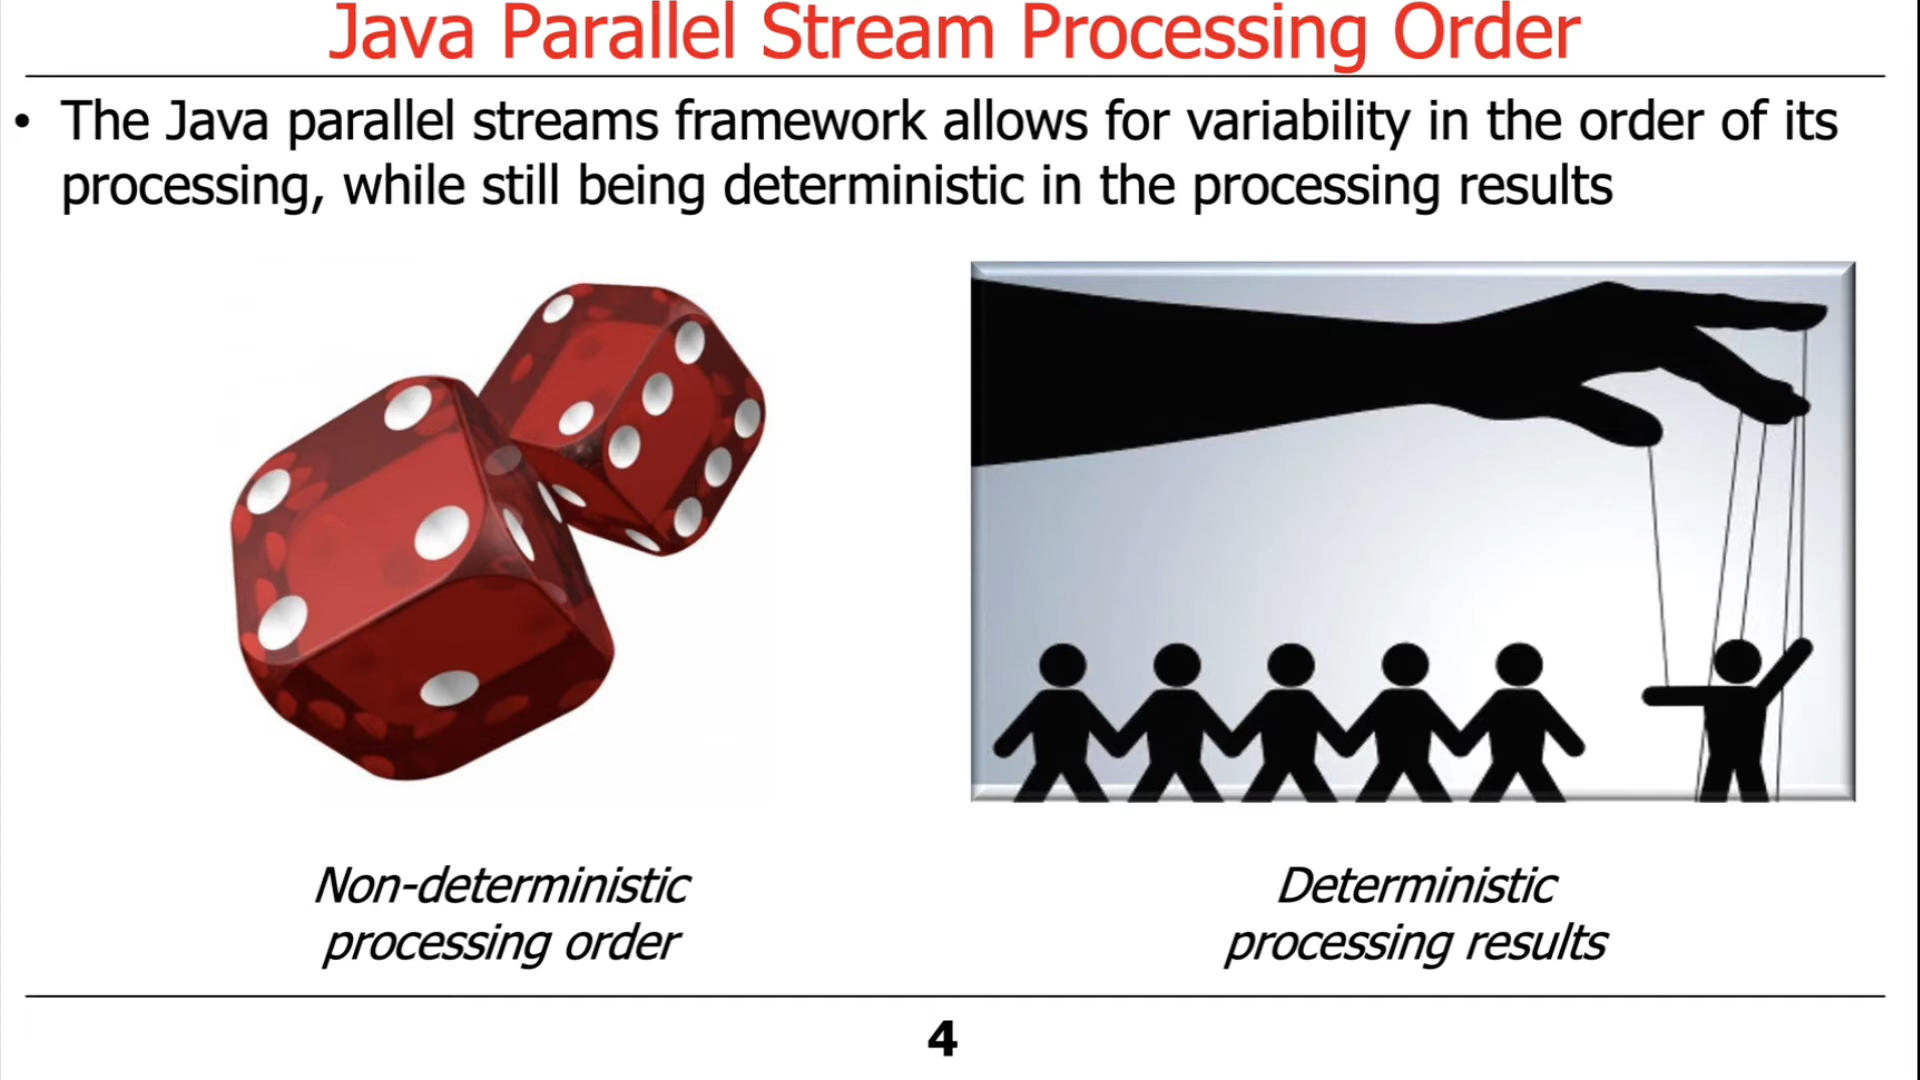 Java Parallel Stream Processing Order
• The Java parallel streams framework allows for variability in the order of its
processing, while still being deterministic in the processing results
Non-deterministic
processing order
Deterministic
processing results
4